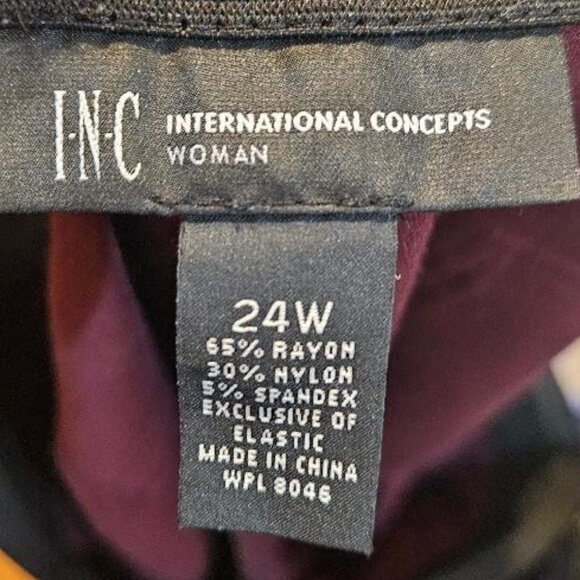 I·N·C INTERNATIONAL CONCEPTS
WOMAN
24W
65% RAYON
30% NYLON
5% SPANDEX
EXCLUSIVE OF
ELASTIC
MADE IN CHINA
WPL 8046